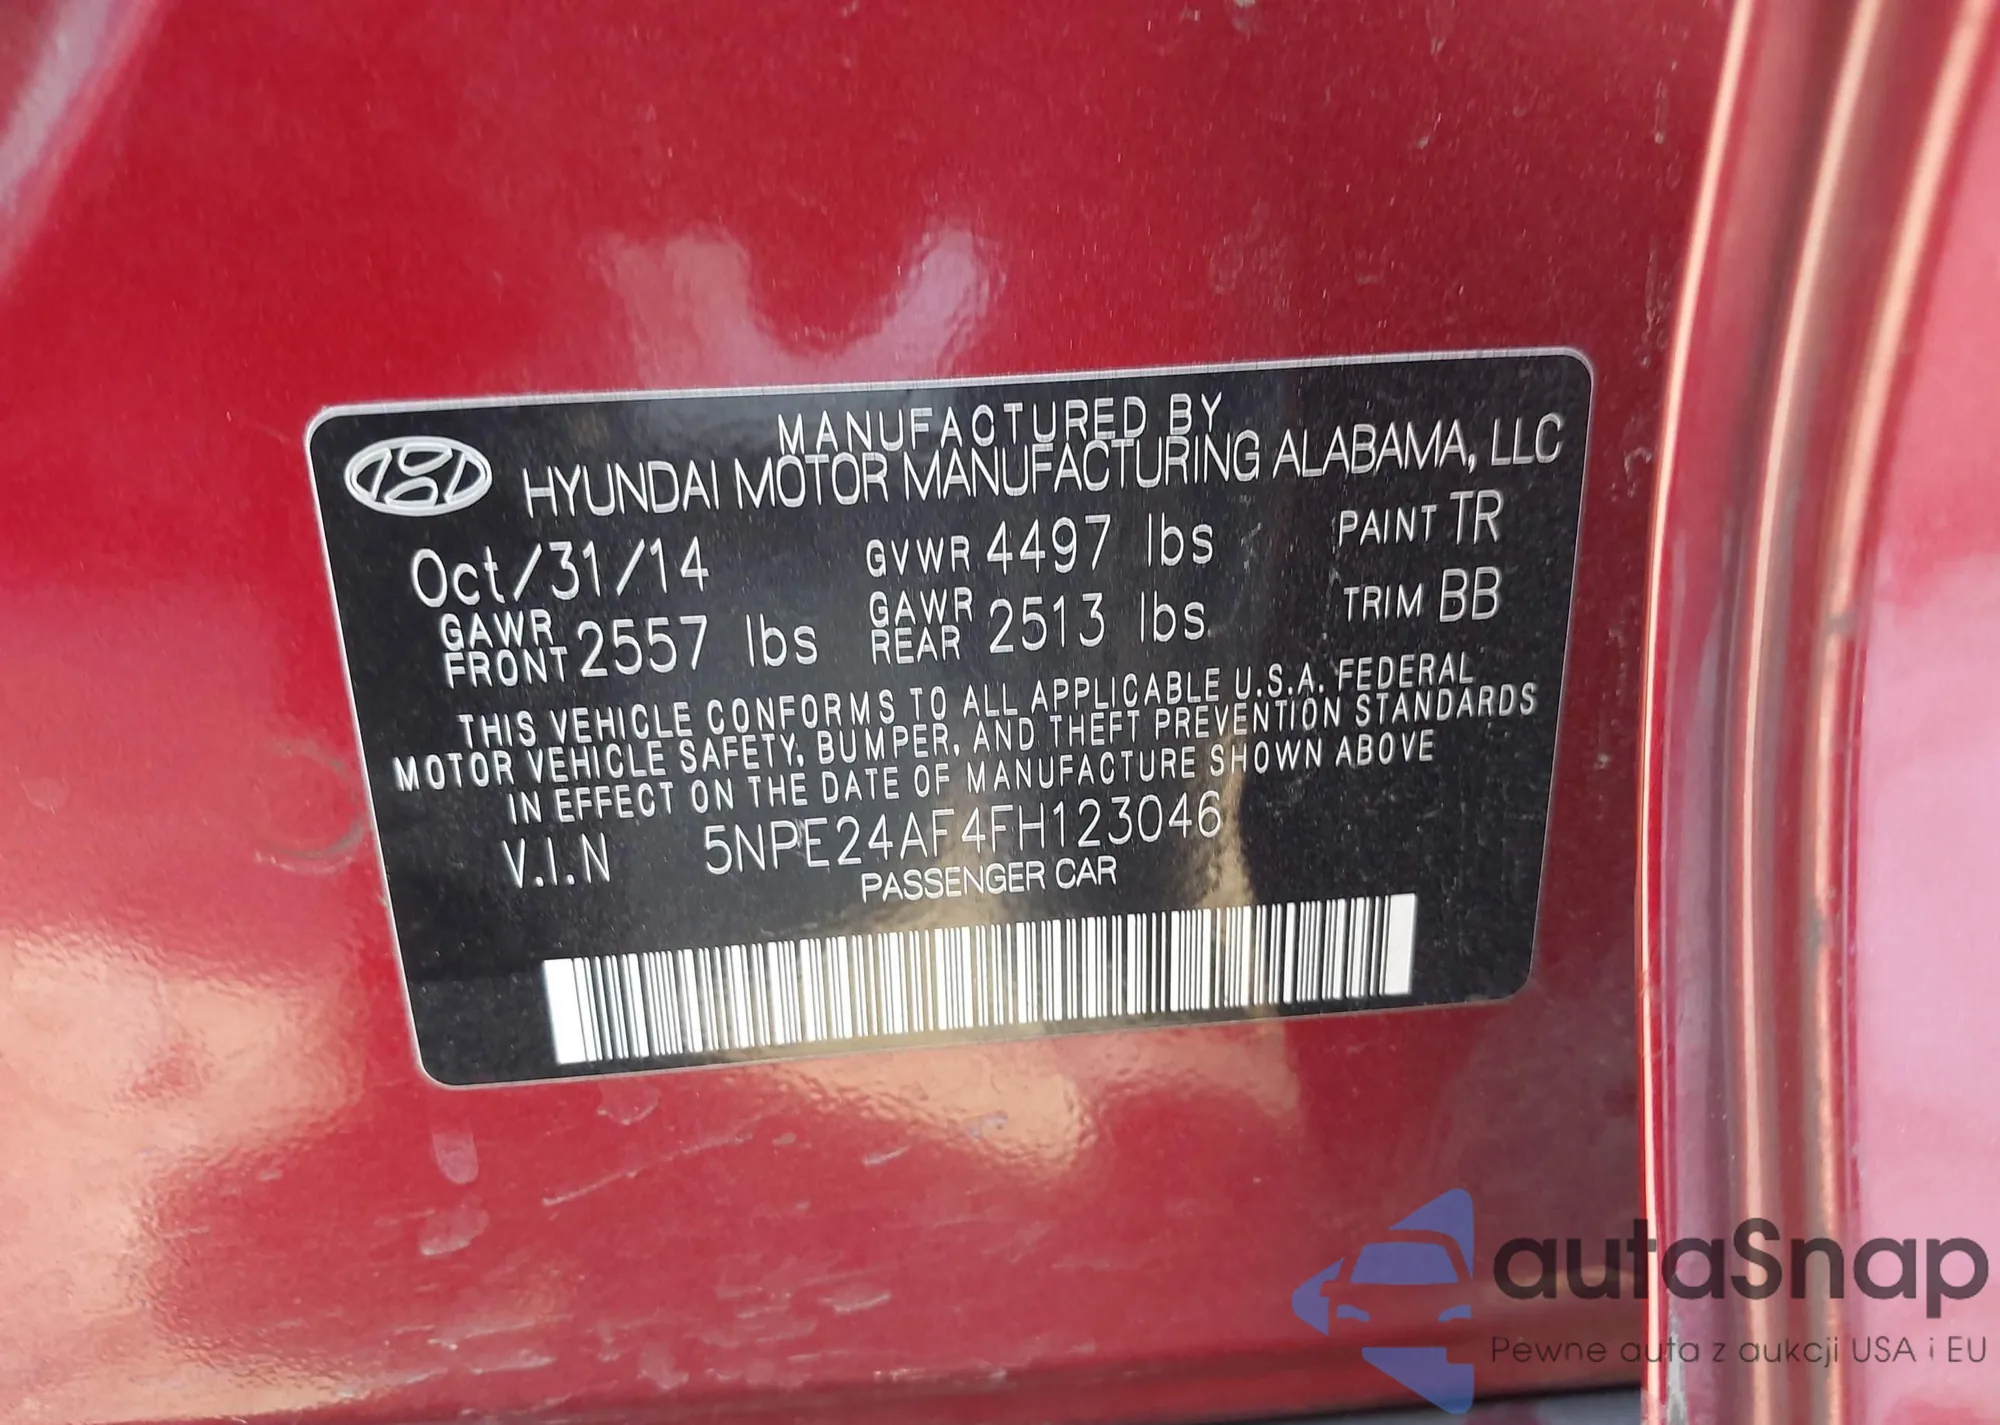 MANUFACTURED BY
HYUNDAI MOTOR MANUFACTURING ALABAMA, LLC
Oct/31/14 GVWR 4497 lbs PAINT TR
GAWR FRONT 2557 lbs GAWR REAR 2513 lbs TRIM BB
THIS VEHICLE CONFORMS TO ALL APPLICABLE U.S.A. FEDERAL
MOTOR VEHICLE SAFETY, BUMPER, AND THEFT PREVENTION STANDARDS
IN EFFECT ON THE DATE OF MANUFACTURE SHOWN ABOVE
V.I.N 5NPE24AF4FH123046
PASSENGER CAR
autaSnap
Pewne auta z aukcji USA i EU